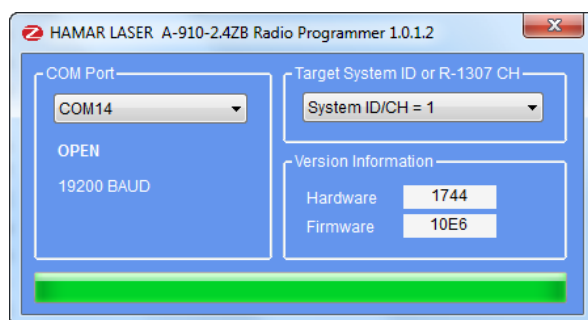 HAMAR LASER A-910-2.4ZB Radio Programmer 1.0.1.2
COM Port
COM14
OPEN
19200 BAUD
Target System ID or R-1307 CH
System ID/CH = 1
Version Information
Hardware 1744
Firmware 10E6